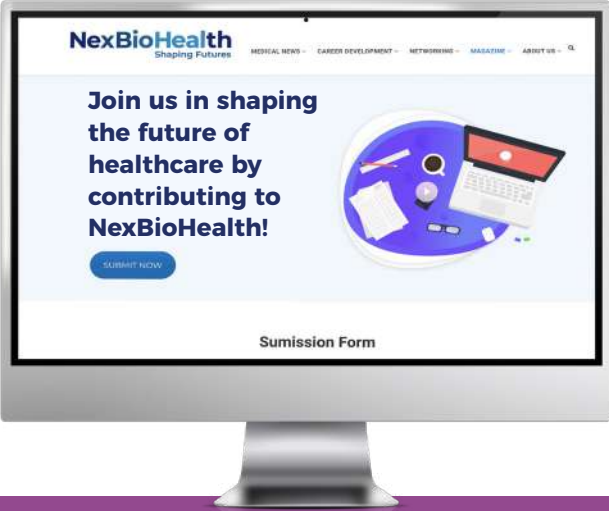 NexBioHealth
Shaping Futures
MEDICAL NEWS
CAREER DEVELOPMENT
NETWORKING
MAGAZINE
ABOUT US
Join us in shaping
the future of
healthcare by
contributing to
NexBioHealth!
SUBMIT NOW
Sumission Form